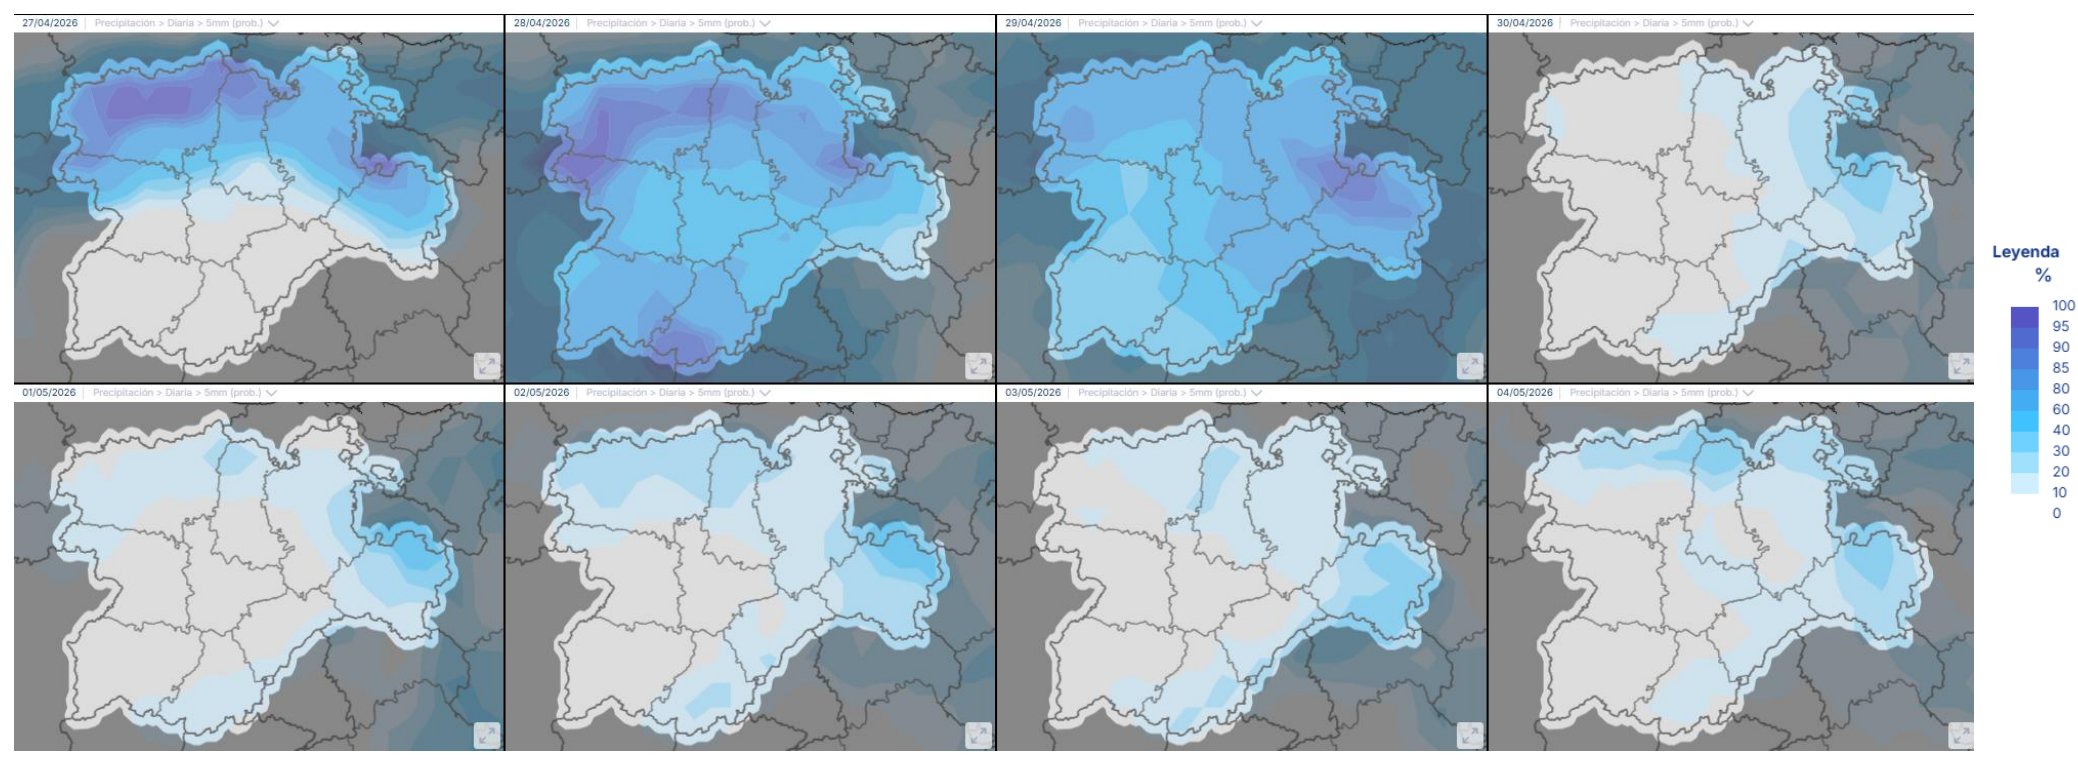 27/04/2026 Precipitación > Diaria > 5mm (prob.)
28/04/2026 Precipitación > Diaria > 5mm (prob.)
29/04/2026 Precipitación > Diaria > 5mm (prob.)
30/04/2026 Precipitación > Diaria > 5mm (prob.)
01/05/2026 Precipitación > Diaria > 5mm (prob.)
02/05/2026 Precipitación > Diaria > 5mm (prob.)
03/05/2026 Precipitación > Diaria > 5mm (prob.)
04/05/2026 Precipitación > Diaria > 5mm (prob.)
Leyenda
%
100
95
90
85
80
60
40
30
20
10
0